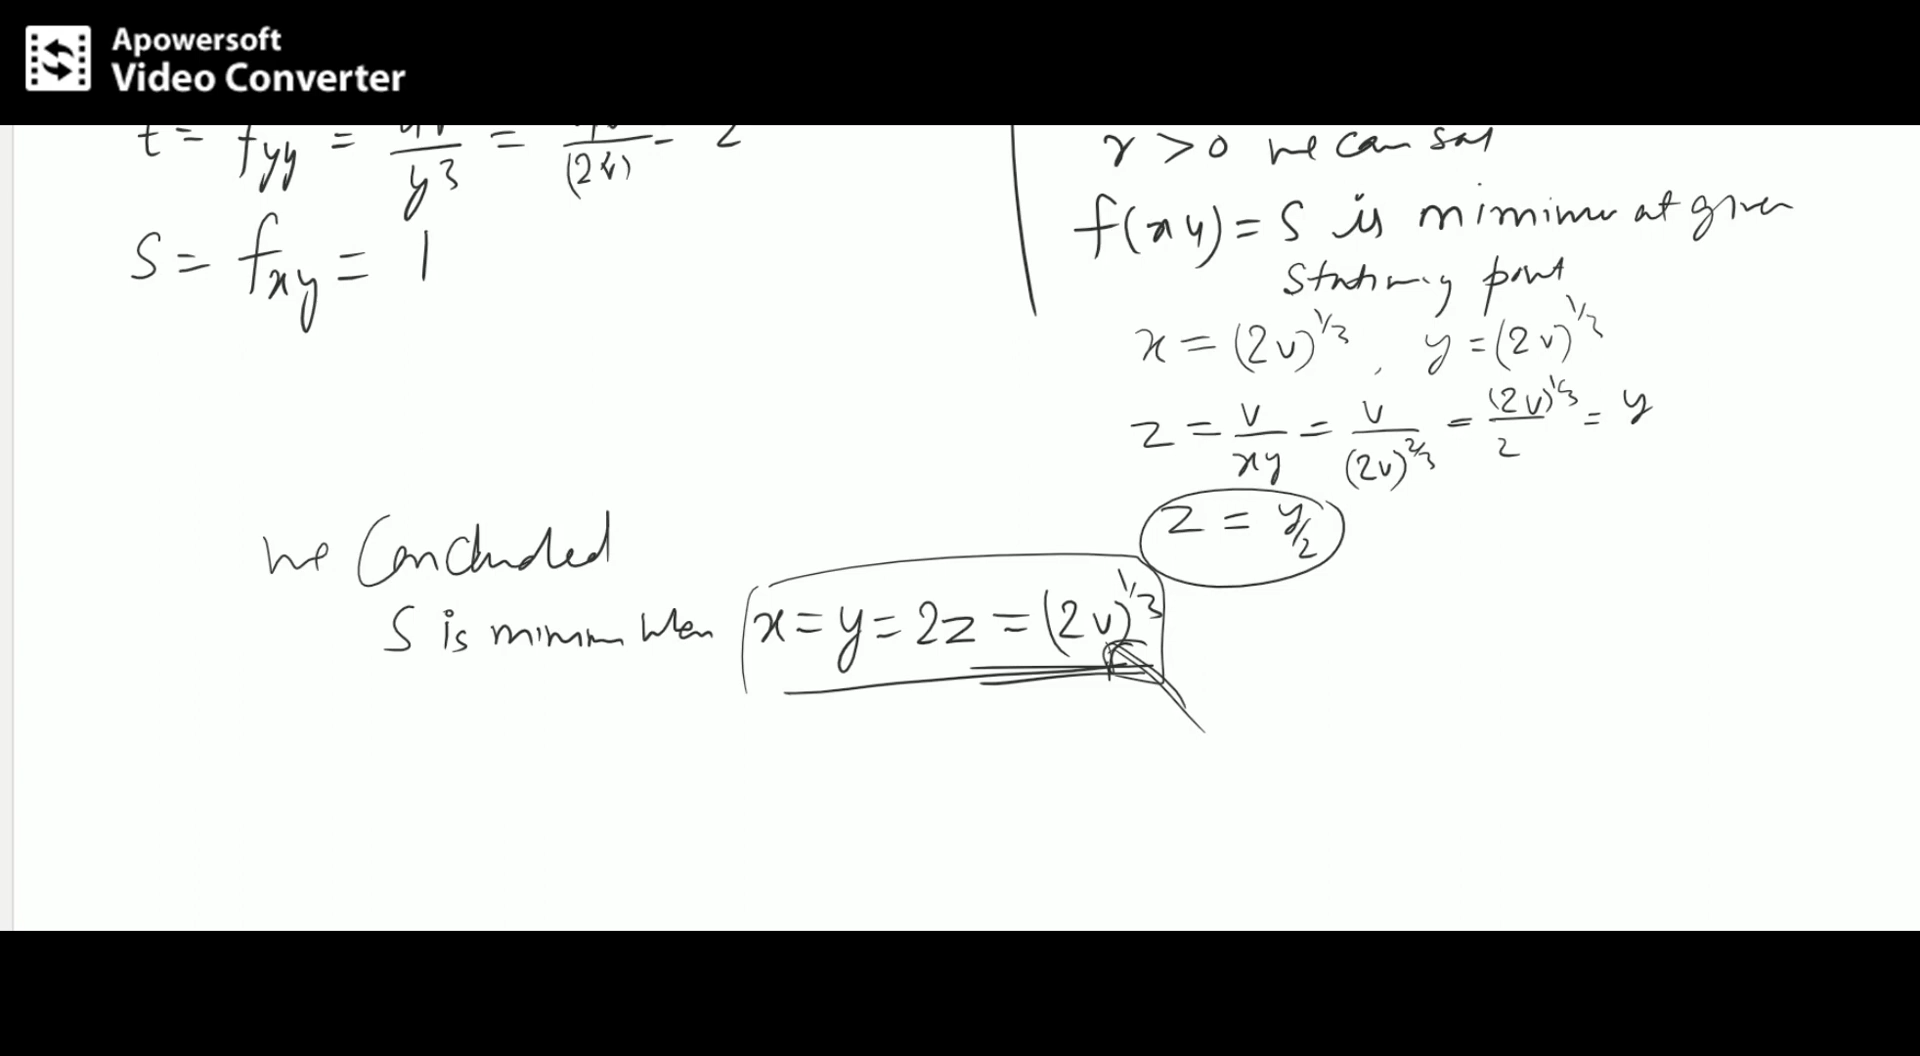 Apowersoft
Video Converter
t = fyy = 4v/y³ = /(2v) = 2
S = fxy = 1
r > 0 we can say
f(x y) = S is minimum at given
Stationary point
x = (2v)^1/3 , y = (2v)^1/3
z = v/xy = v/(2v)^2/3 = (2v)^1/3/2 = y
z = y/2
we Concluded
S is minimum when x = y = 2z = (2v)^1/3